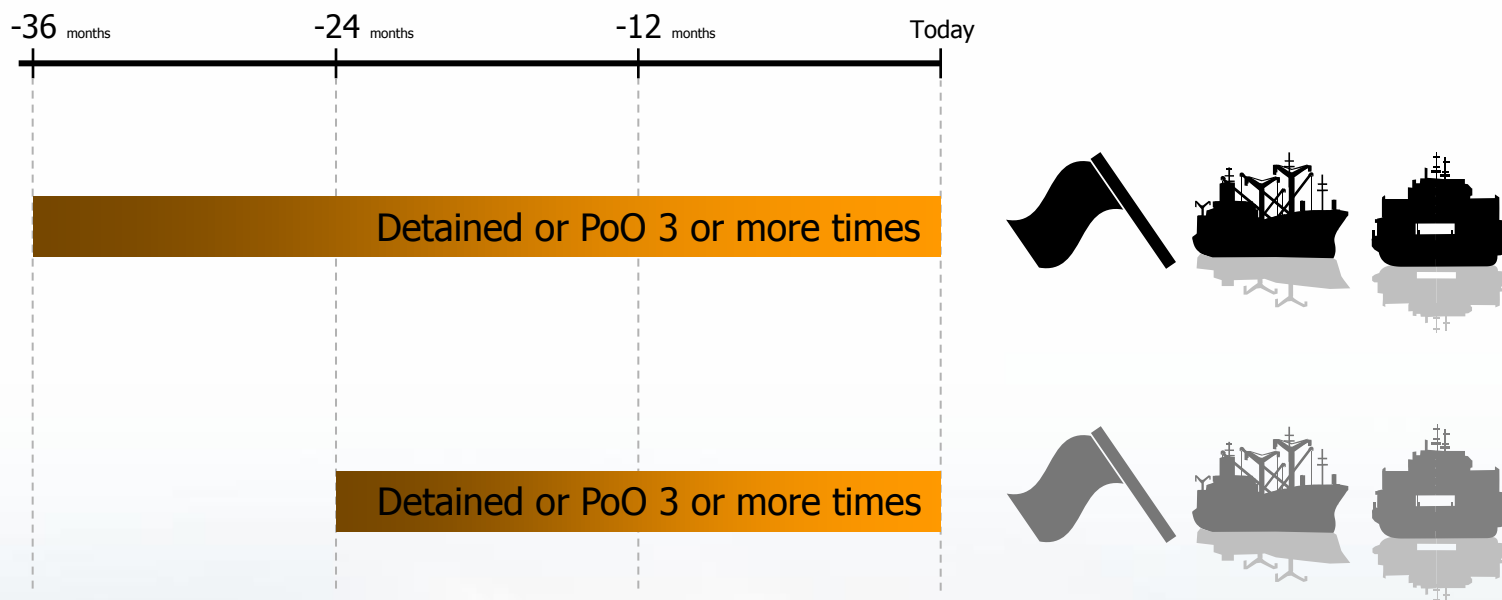 -36 months -24 months -12 months Today
Detained or PoO 3 or more times
Detained or PoO 3 or more times